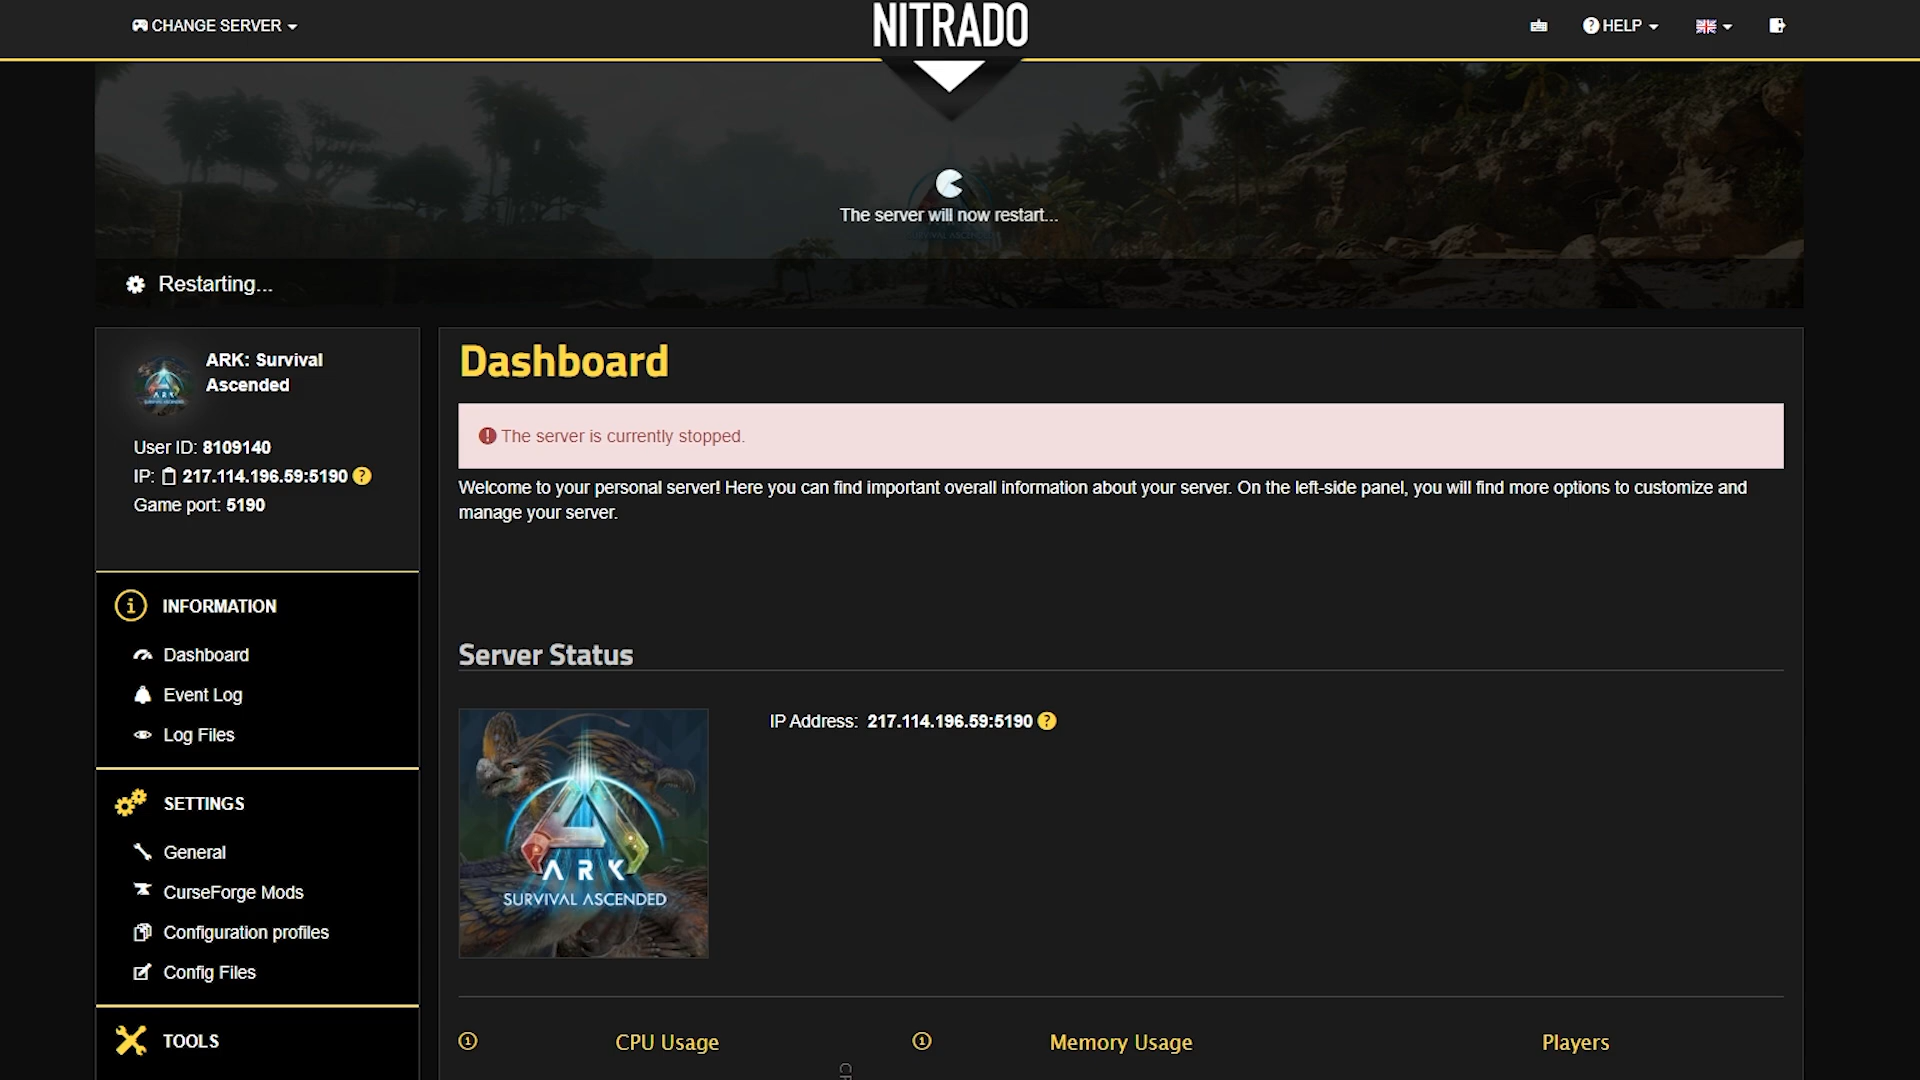 CHANGE SERVER
NITRADO
HELP
The server will now restart...
Restarting...
ARK: Survival
Ascended
User ID: 8109140
IP: 217.114.196.59:5190
Game port: 5190
INFORMATION
Dashboard
Event Log
Log Files
SETTINGS
General
CurseForge Mods
Configuration profiles
Config Files
TOOLS
Dashboard
The server is currently stopped.
Welcome to your personal server! Here you can find important overall information about your server. On the left-side panel, you will find more options to customize and
manage your server.
Server Status
IP Address: 217.114.196.59:5190
ARK
SURVIVAL ASCENDED
CPU Usage
Memory Usage
Players